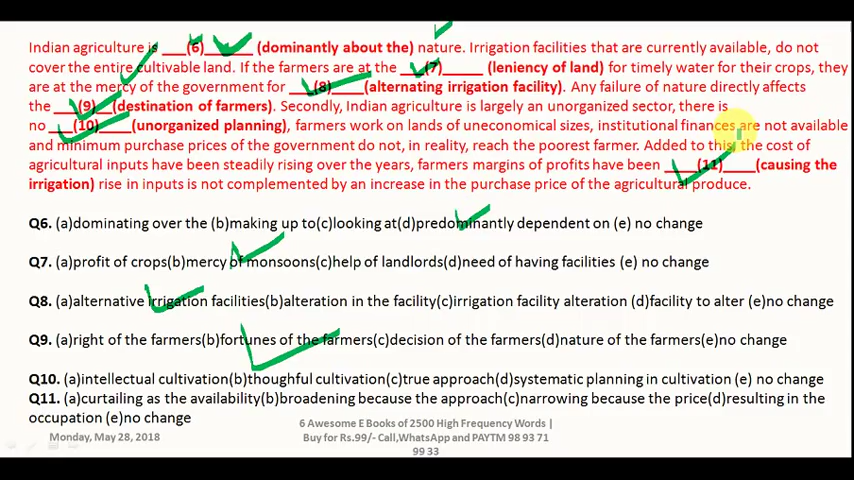 Indian agriculture is ___(6)_______ (dominantly about the) nature. Irrigation facilities that are currently available, do not
cover the entire cultivable land. If the farmers are at the ___(7)_____ (leniency of land) for timely water for their crops, they
are at the mercy of the government for ___(8)_____(alternating irrigation facility). Any failure of nature directly affects
the ___(9)__(destination of farmers). Secondly, Indian agriculture is largely an unorganized sector, there is
no ___(10)____(unorganized planning), farmers work on lands of uneconomical sizes, institutional finances are not available
and minimum purchase prices of the government do not, in reality, reach the poorest farmer. Added to this, the cost of
agricultural inputs have been steadily rising over the years, farmers margins of profits have been ____(11)____(causing the
irrigation) rise in inputs is not complemented by an increase in the purchase price of the agricultural produce.
Q6. (a)dominating over the (b)making up to(c)looking at(d)predominantly dependent on (e) no change
Q7. (a)profit of crops(b)mercy of monsoons(c)help of landlords(d)need of having facilities (e) no change
Q8. (a)alternative irrigation facilities(b)alteration in the facility(c)irrigation facility alteration (d)facility to alter (e)no change
Q9. (a)right of the farmers(b)fortunes of the farmers(c)decision of the farmers(d)nature of the farmers(e)no change
Q10. (a)intellectual cultivation(b)thoughtful cultivation(c)true approach(d)systematic planning in cultivation (e) no change
Q11. (a)curtailing as the availability(b)broadening because the approach(c)narrowing because the price(d)resulting in the
occupation (e)no change
Monday, May 28, 2018
6 Awesome E Books of 2500 High Frequency Words |
Buy for Rs.99/- Call,WhatsApp and PAYTM 98 93 71
99 33